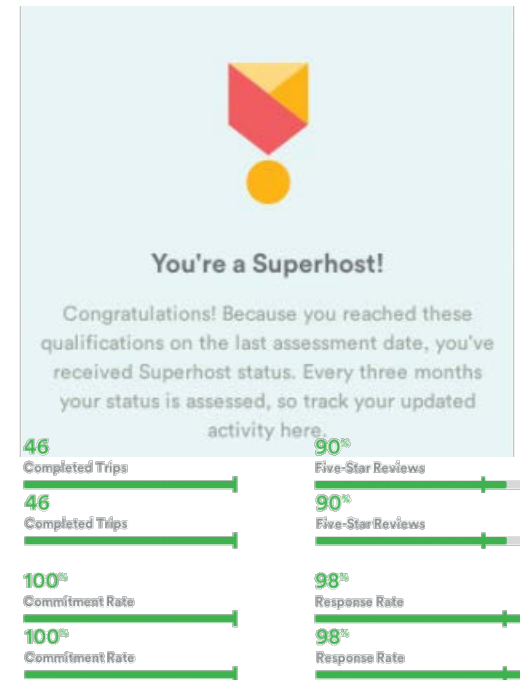 You're a Superhost!
Congratulations! Because you reached these
qualifications on the last assessment date, you've
received Superhost status. Every three months
your status is assessed, so track your updated
activity here.
46 90%
Completed Trips Five-Star Reviews
46 90%
Completed Trips Five-Star Reviews
100% 98%
Commitment Rate Response Rate
100% 98%
Commitment Rate Response Rate